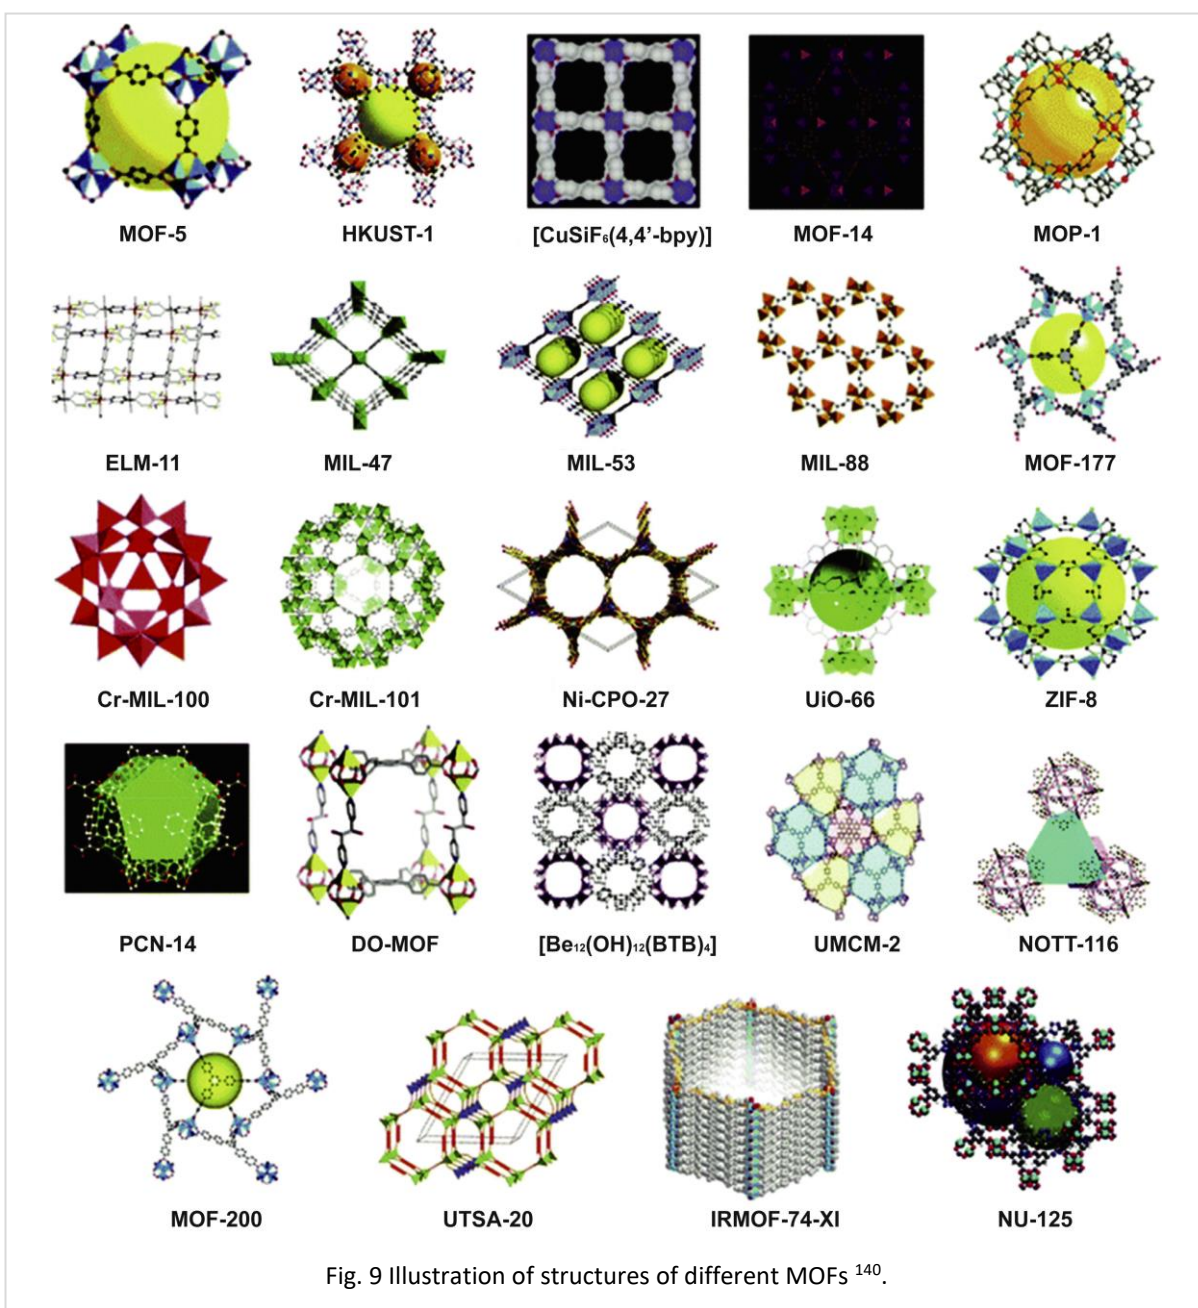 MOF-5 HKUST-1 [CuSiF₆(4,4’-bpy)] MOF-14 MOP-1
ELM-11 MIL-47 MIL-53 MIL-88 MOF-177
Cr-MIL-100 Cr-MIL-101 Ni-CPO-27 UiO-66 ZIF-8
PCN-14 DO-MOF [Be₁₂(OH)₁₂(BTB)₄] UMCM-2 NOTT-116
MOF-200 UTSA-20 IRMOF-74-XI NU-125
Fig. 9 Illustration of structures of different MOFs ¹⁴⁰.